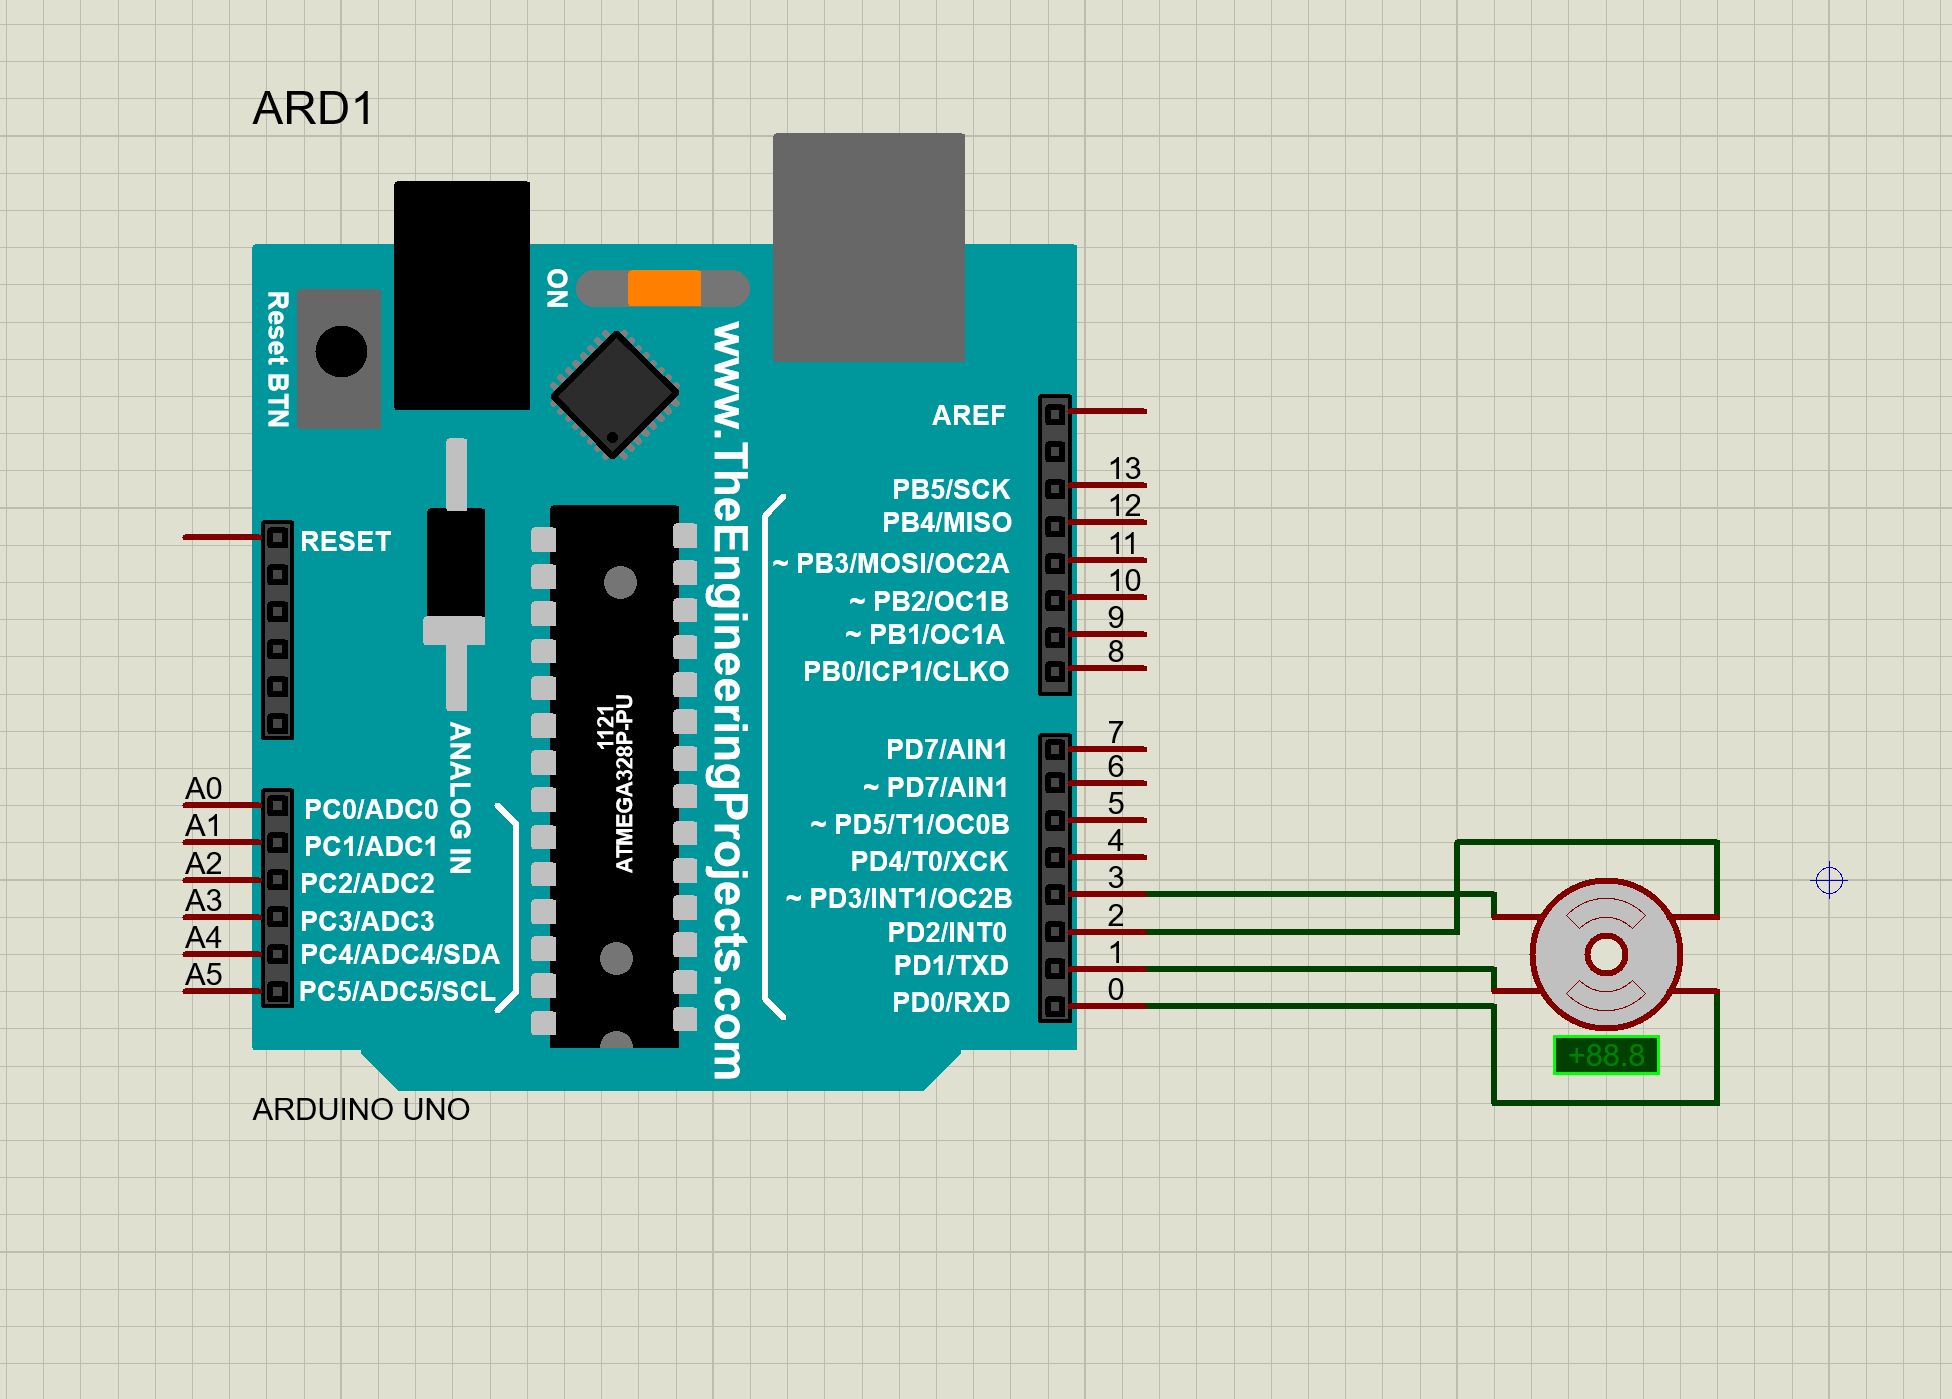 ARD1
ON
Reset BTN
www.TheEngineeringProjects.com
AREF
PB5/SCK
13
PB4/MISO
12
~ PB3/MOSI/OC2A
11
~ PB2/OC1B
10
~ PB1/OC1A
9
PB0/ICP1/CLKO
8
RESET
ANALOG IN
1121
ATMEGA328P-PU
PD7/AIN1
7
~ PD7/AIN1
6
~ PD5/T1/OC0B
5
PD4/T0/XCK
4
~ PD3/INT1/OC2B
3
PD2/INT0
2
PD1/TXD
1
PD0/RXD
0
A0
PC0/ADC0
A1
PC1/ADC1
A2
PC2/ADC2
A3
PC3/ADC3
A4
PC4/ADC4/SDA
A5
PC5/ADC5/SCL
+88.8
ARDUINO UNO